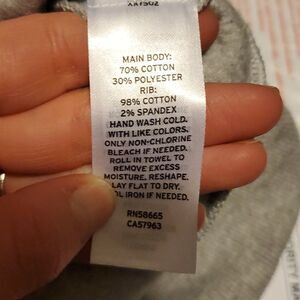 MAIN BODY:
70% COTTON
30% POLYESTER
RIB:
98% COTTON
2% SPANDEX
HAND WASH COLD.
WITH LIKE COLORS.
ONLY NON-CHLORINE
BLEACH IF NEEDED.
ROLL IN TOWEL TO
REMOVE EXCESS
MOISTURE, RESHAPE.
LAY FLAT TO DRY.
OL IRON IF NEEDED.
RN58665
CA57963